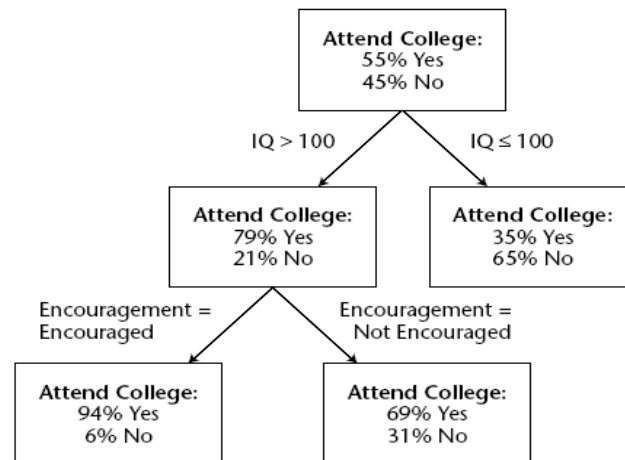 Attend College:
55% Yes
45% No
IQ > 100
IQ ≤ 100
Attend College:
79% Yes
21% No
Attend College:
35% Yes
65% No
Encouragement =
Encouraged
Encouragement =
Not Encouraged
Attend College:
94% Yes
6% No
Attend College:
69% Yes
31% No